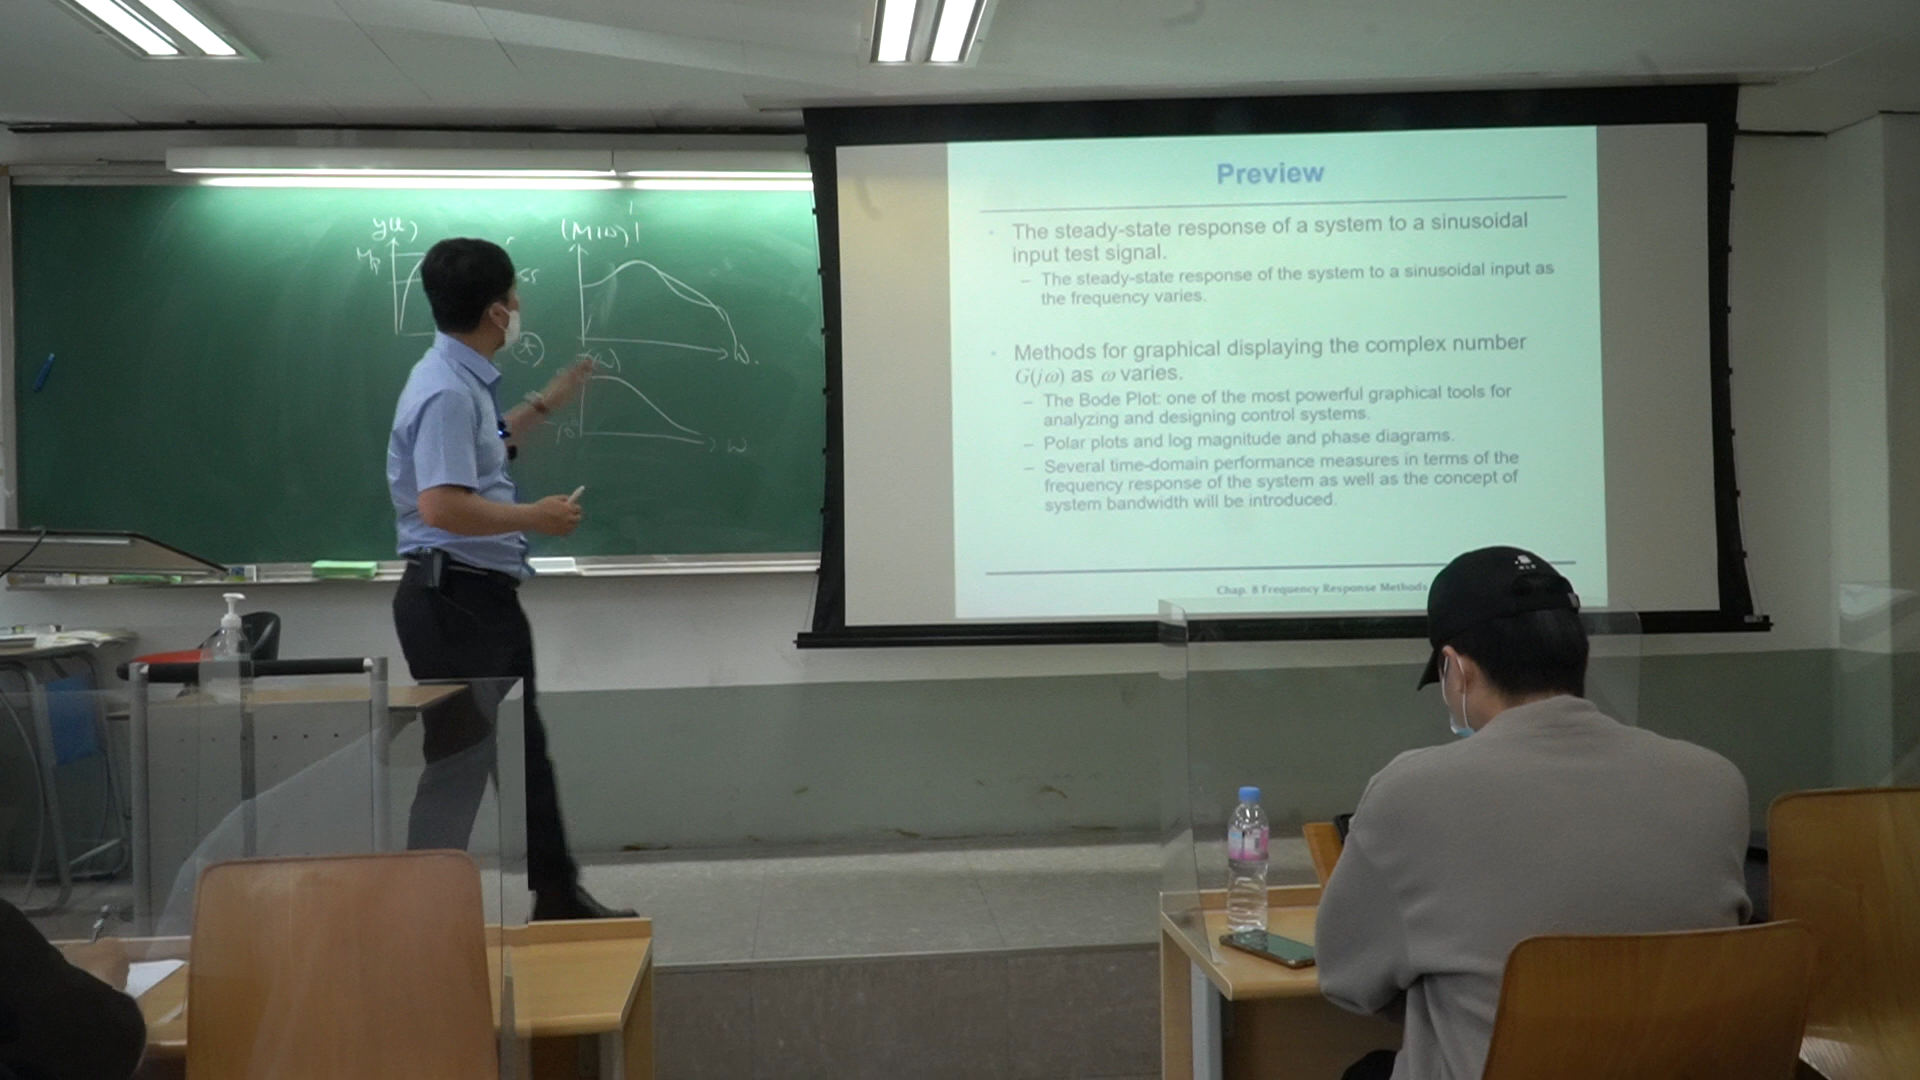 y(t)
Mp
|M(ω)|
ω.
ω
Preview
• The steady-state response of a system to a sinusoidal
input test signal.
– The steady-state response of the system to a sinusoidal input as
the frequency varies.
• Methods for graphical displaying the complex number
G(jω) as ω varies.
– The Bode Plot: one of the most powerful graphical tools for
analyzing and designing control systems.
– Polar plots and log magnitude and phase diagrams.
– Several time-domain performance measures in terms of the
frequency response of the system as well as the concept of
system bandwidth will be introduced.
Chap. 8 Frequency Response Methods